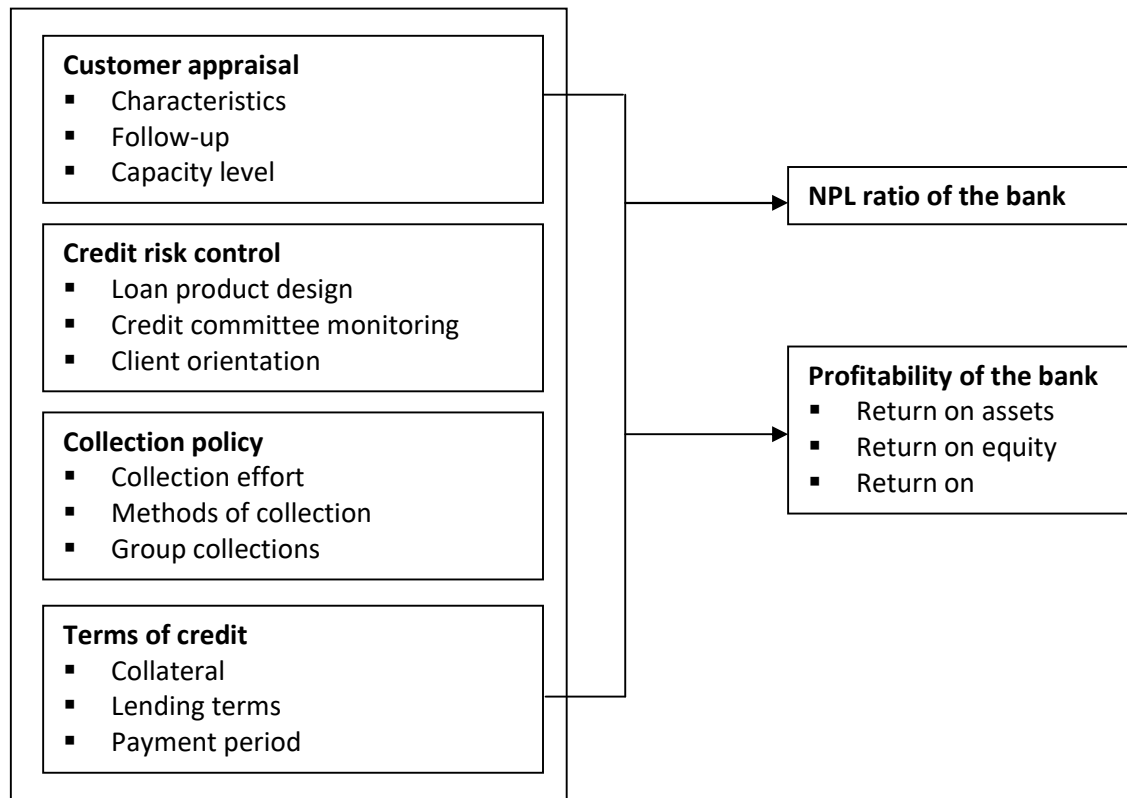 Customer appraisal
▪ Characteristics
▪ Follow-up
▪ Capacity level
Credit risk control
▪ Loan product design
▪ Credit committee monitoring
▪ Client orientation
Collection policy
▪ Collection effort
▪ Methods of collection
▪ Group collections
Terms of credit
▪ Collateral
▪ Lending terms
▪ Payment period
NPL ratio of the bank
Profitability of the bank
▪ Return on assets
▪ Return on equity
▪ Return on